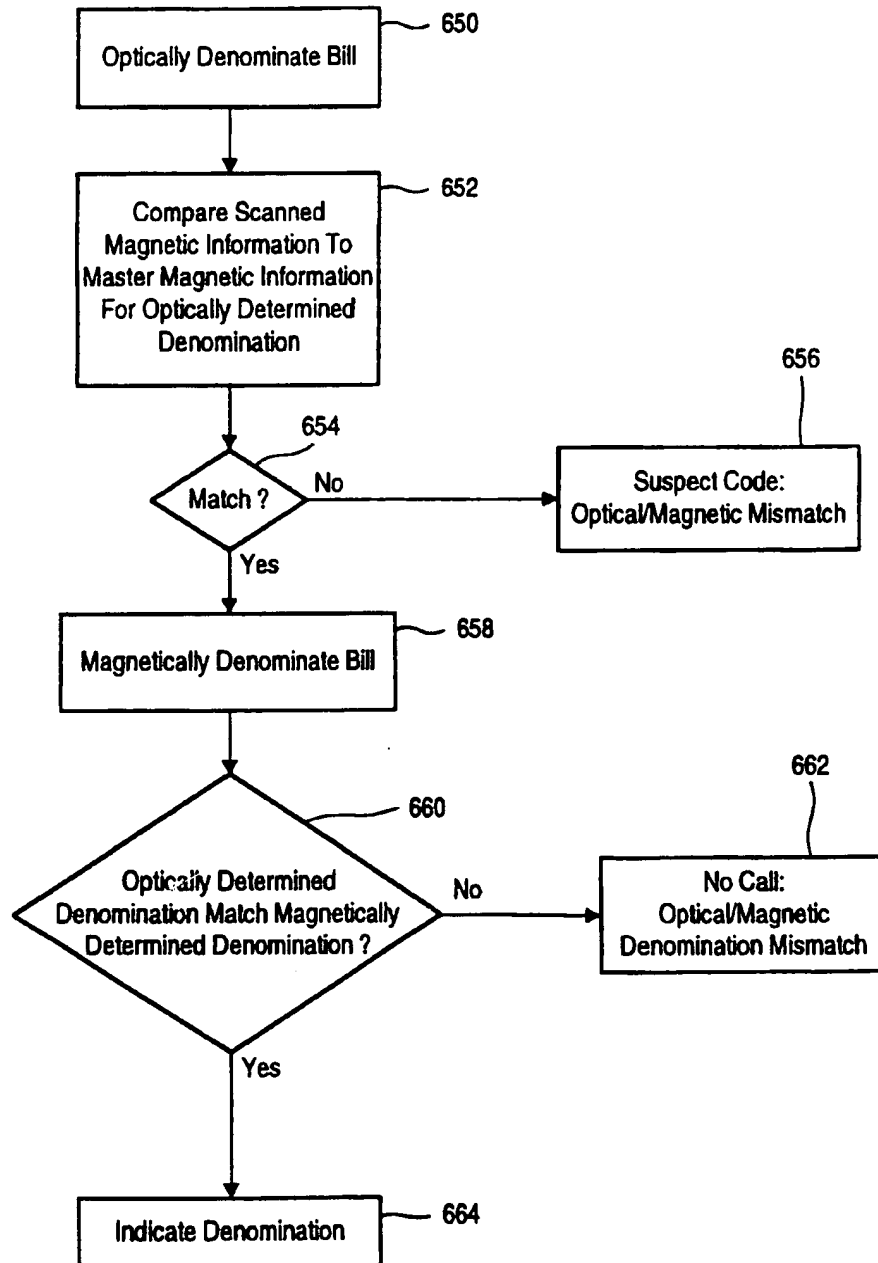 650
Optically Denominate Bill
652
Compare Scanned
Magnetic Information To
Master Magnetic Information
For Optically Determined
Denomination
654
Match ?
No
Yes
656
Suspect Code:
Optical/Magnetic Mismatch
658
Magnetically Denominate Bill
660
Optically Determined
Denomination Match Magnetically
Determined Denomination ?
No
Yes
662
No Call:
Optical/Magnetic
Denomination Mismatch
Indicate Denomination
664